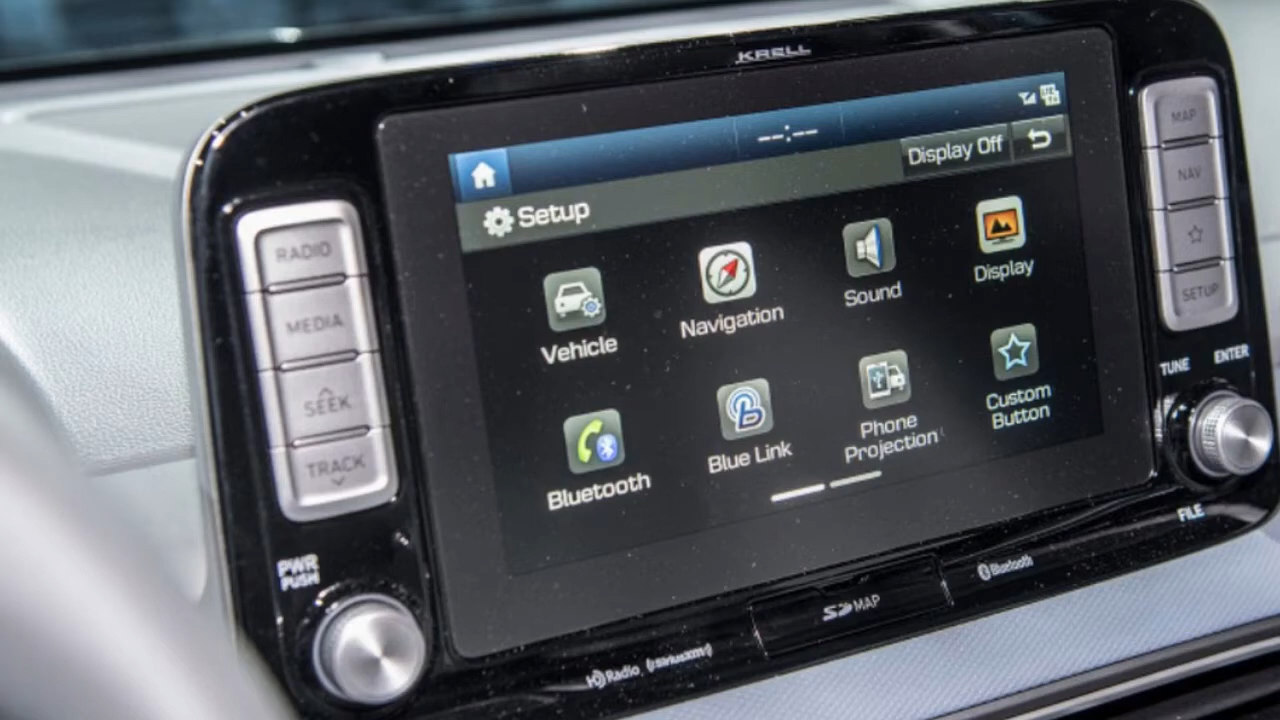 KRELL
--:--
Display Off
Setup
Vehicle
Navigation
Sound
Display
Bluetooth
Blue Link
Phone
Projection
Custom
Button
RADIO
MEDIA
SEEK
TRACK
PWR
PUSH
MAP
NAV
SETUP
TUNE
ENTER
FILE
HD Radio
((SiriusXM))
SD MAP
Bluetooth